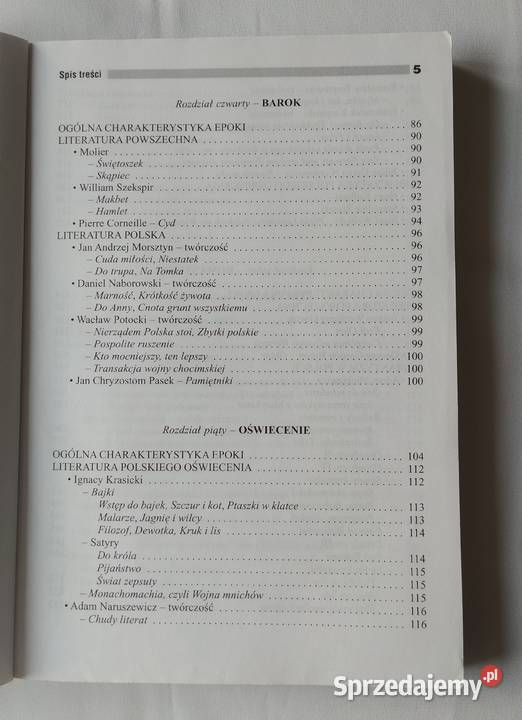 Spis treści 5
Rozdział czwarty – BAROK
OGÓLNA CHARAKTERYSTYKA EPOKI 86
LITERATURA POWSZECHNA 90
• Molier 90
– Świętoszek 90
– Skąpiec 91
• William Szekspir 92
– Makbet 92
– Hamlet 93
• Pierre Corneille – Cyd 94
LITERATURA POLSKA 96
• Jan Andrzej Morsztyn – twórczość 96
– Cuda miłości, Niestatek 96
– Do trupa, Na Tomka 97
• Daniel Naborowski – twórczość 97
– Marność, Krótkość żywota 98
– Do Anny, Cnota grunt wszystkiemu 98
• Wacław Potocki – twórczość 99
– Nierządem Polska stoi, Zbytki polskie 99
– Pospolite ruszenie 99
– Kto mocniejszy, ten lepszy 100
– Transakcja wojny chocimskiej 100
• Jan Chryzostom Pasek – Pamiętniki 100
Rozdział piąty – OŚWIECENIE
OGÓLNA CHARAKTERYSTYKA EPOKI 104
LITERATURA POLSKIEGO OŚWIECENIA 112
• Ignacy Krasicki 112
– Bajki
Wstęp do bajek, Szczur i kot, Ptaszki w klatce 113
Malarze, Jagnię i wilcy 113
Filozof, Dewotka, Kruk i lis 114
– Satyry
Do króla 114
Pijaństwo 115
Świat zepsuty 115
– Monachomachia, czyli Wojna mnichów 115
• Adam Naruszewicz – twórczość 116
– Chudy literat 116
Sprzedajemy.pl